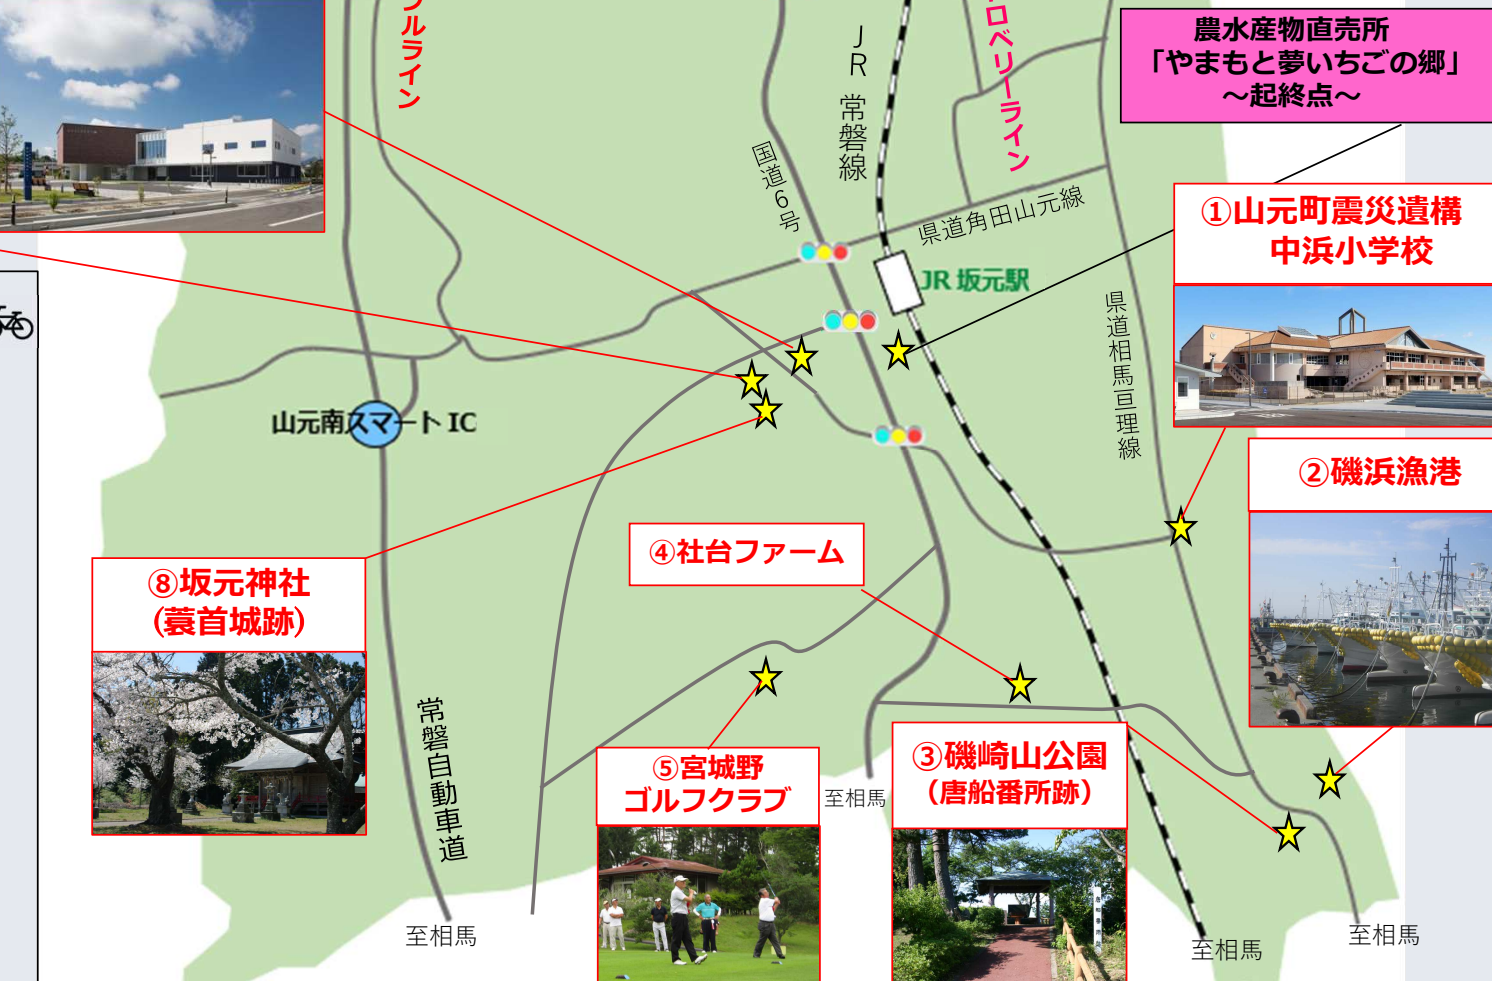 農水産物直売所
「やまもと夢いちごの郷」
～起終点～
ブルライン
ロベリーライン
JR 常磐線
国道6号
県道角田山元線
JR 坂元駅
県道相馬亘理線
①山元町震災遺構
中浜小学校
②磯浜漁港
山元南スマート IC
④社台ファーム
⑧坂元神社
(蓑首城跡)
常磐自動車道
⑤宮城野
ゴルフクラブ
③磯崎山公園
（唐船番所跡）
至相馬
至相馬
至相馬
至相馬